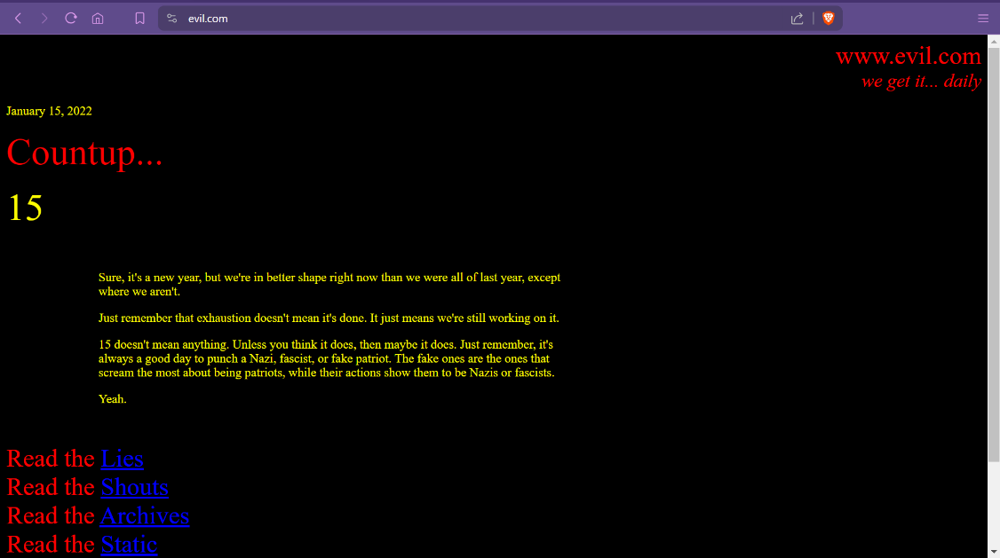 evil.com
www.evil.com
we get it... daily
January 15, 2022
Countup...
15
Sure, it's a new year, but we're in better shape right now than we were all of last year, except
where we aren't.
Just remember that exhaustion doesn't mean it's done. It just means we're still working on it.
15 doesn't mean anything. Unless you think it does, then maybe it does. Just remember, it's
always a good day to punch a Nazi, fascist, or fake patriot. The fake ones are the ones that
scream the most about being patriots, while their actions show them to be Nazis or fascists.
Yeah.
Read the Lies
Read the Shouts
Read the Archives
Read the Static